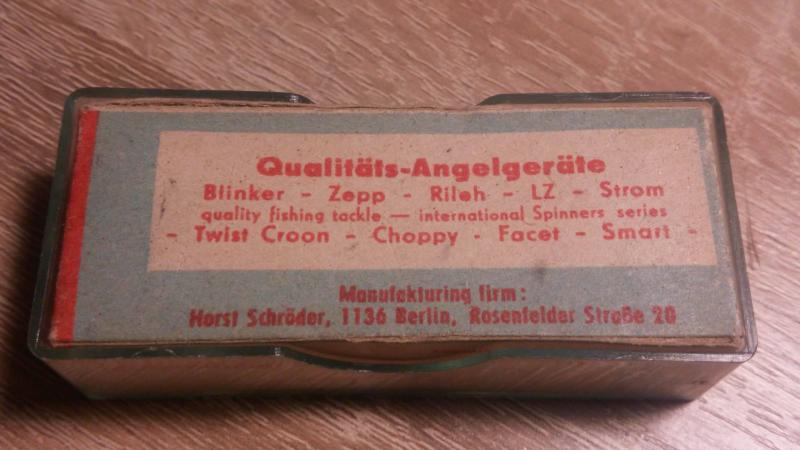 Qualitäts-Angelgeräte
Blinker - Zepp - Rileh - LZ - Strom
quality fishing tackle — international Spinners series
- Twist Croon - Choppy - Facet - Smart -
Manufakturing firm:
Horst Schröder, 1136 Berlin, Rosenfelder Straße 20